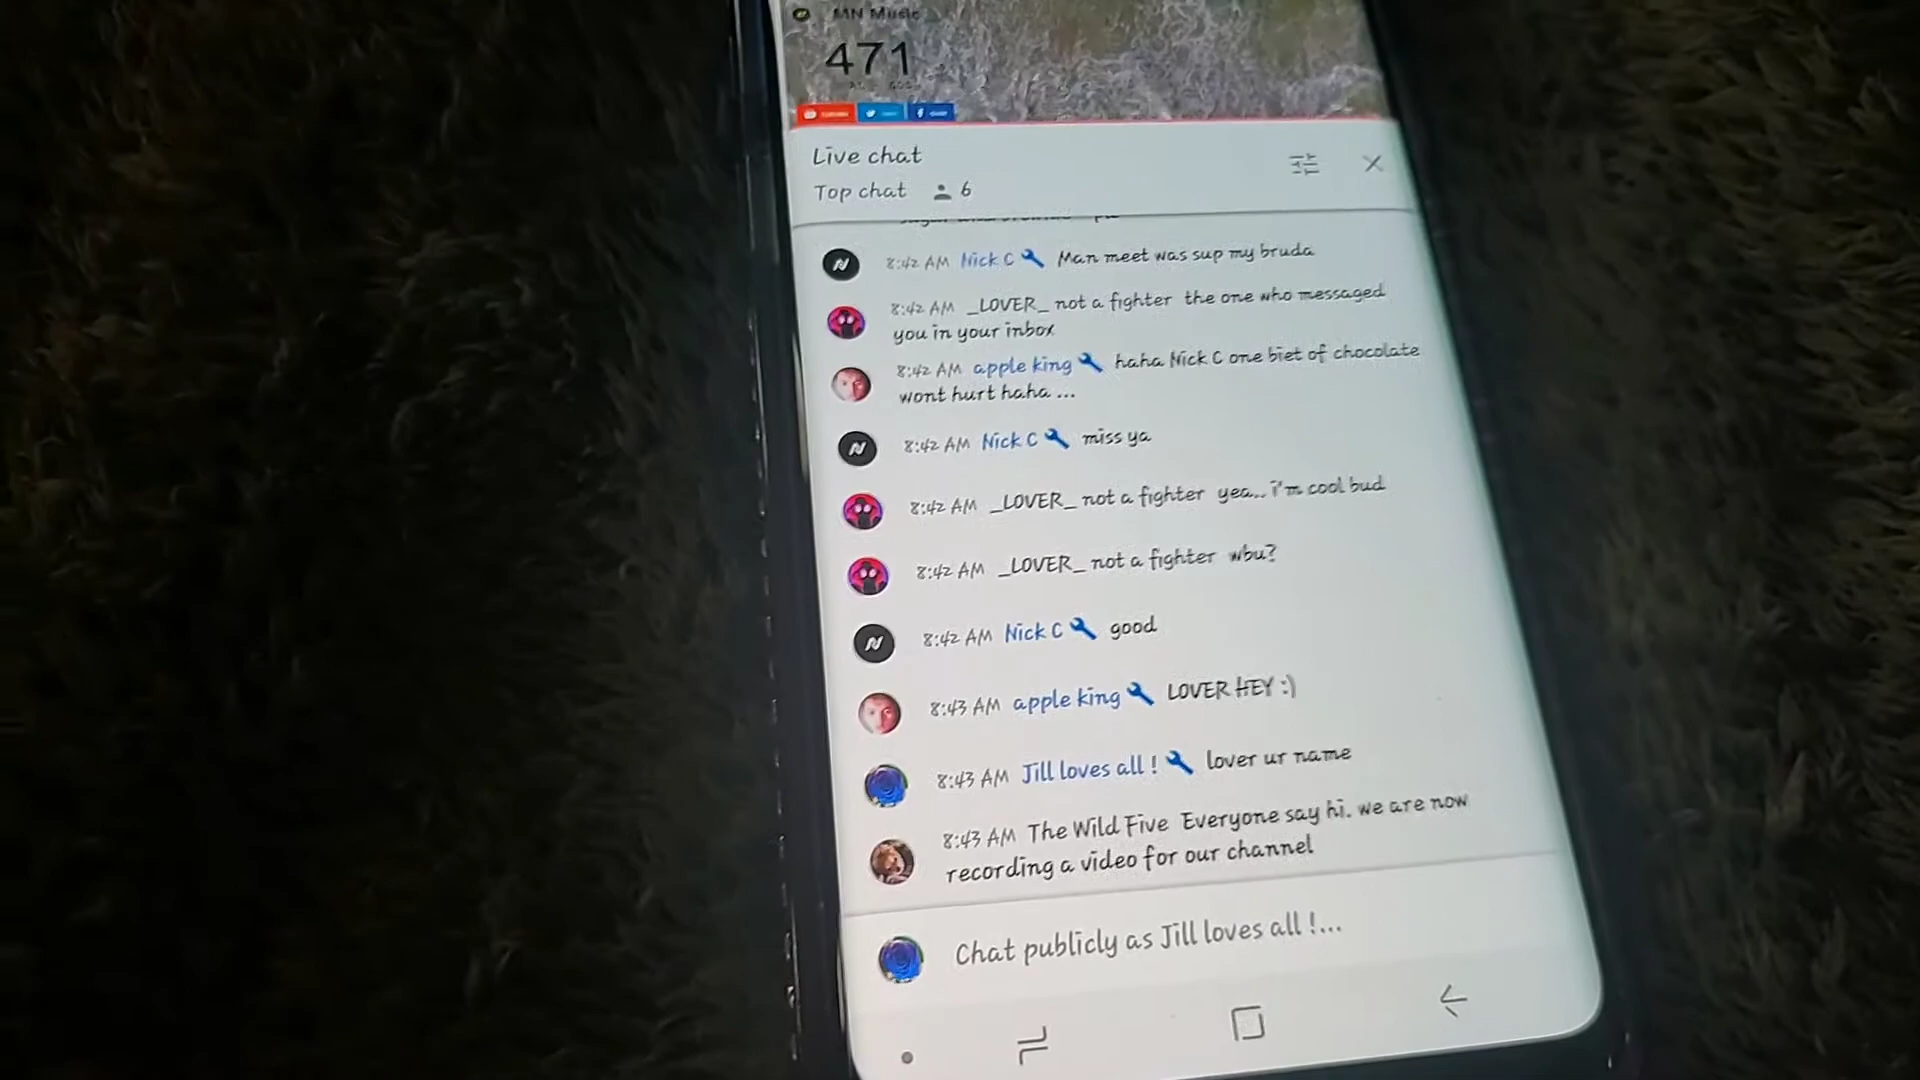 MN Music
471
Live chat
Top chat 6
8:42 AM Nick C Man meet was sup my bruda
8:42 AM _LOVER_ not a fighter the one who messaged
you in your inbox
8:42 AM apple king haha Nick C one biet of chocolate
wont hurt haha ...
8:42 AM Nick C miss ya
8:42 AM _LOVER_ not a fighter yea.. i'm cool bud
8:42 AM _LOVER_ not a fighter wbu?
8:42 AM Nick C good
8:43 AM apple king LOVER HEY :)
8:43 AM Jill loves all ! lover ur name
8:43 AM The Wild Five Everyone say hi. we are now
recording a video for our channel
Chat publicly as Jill loves all !...